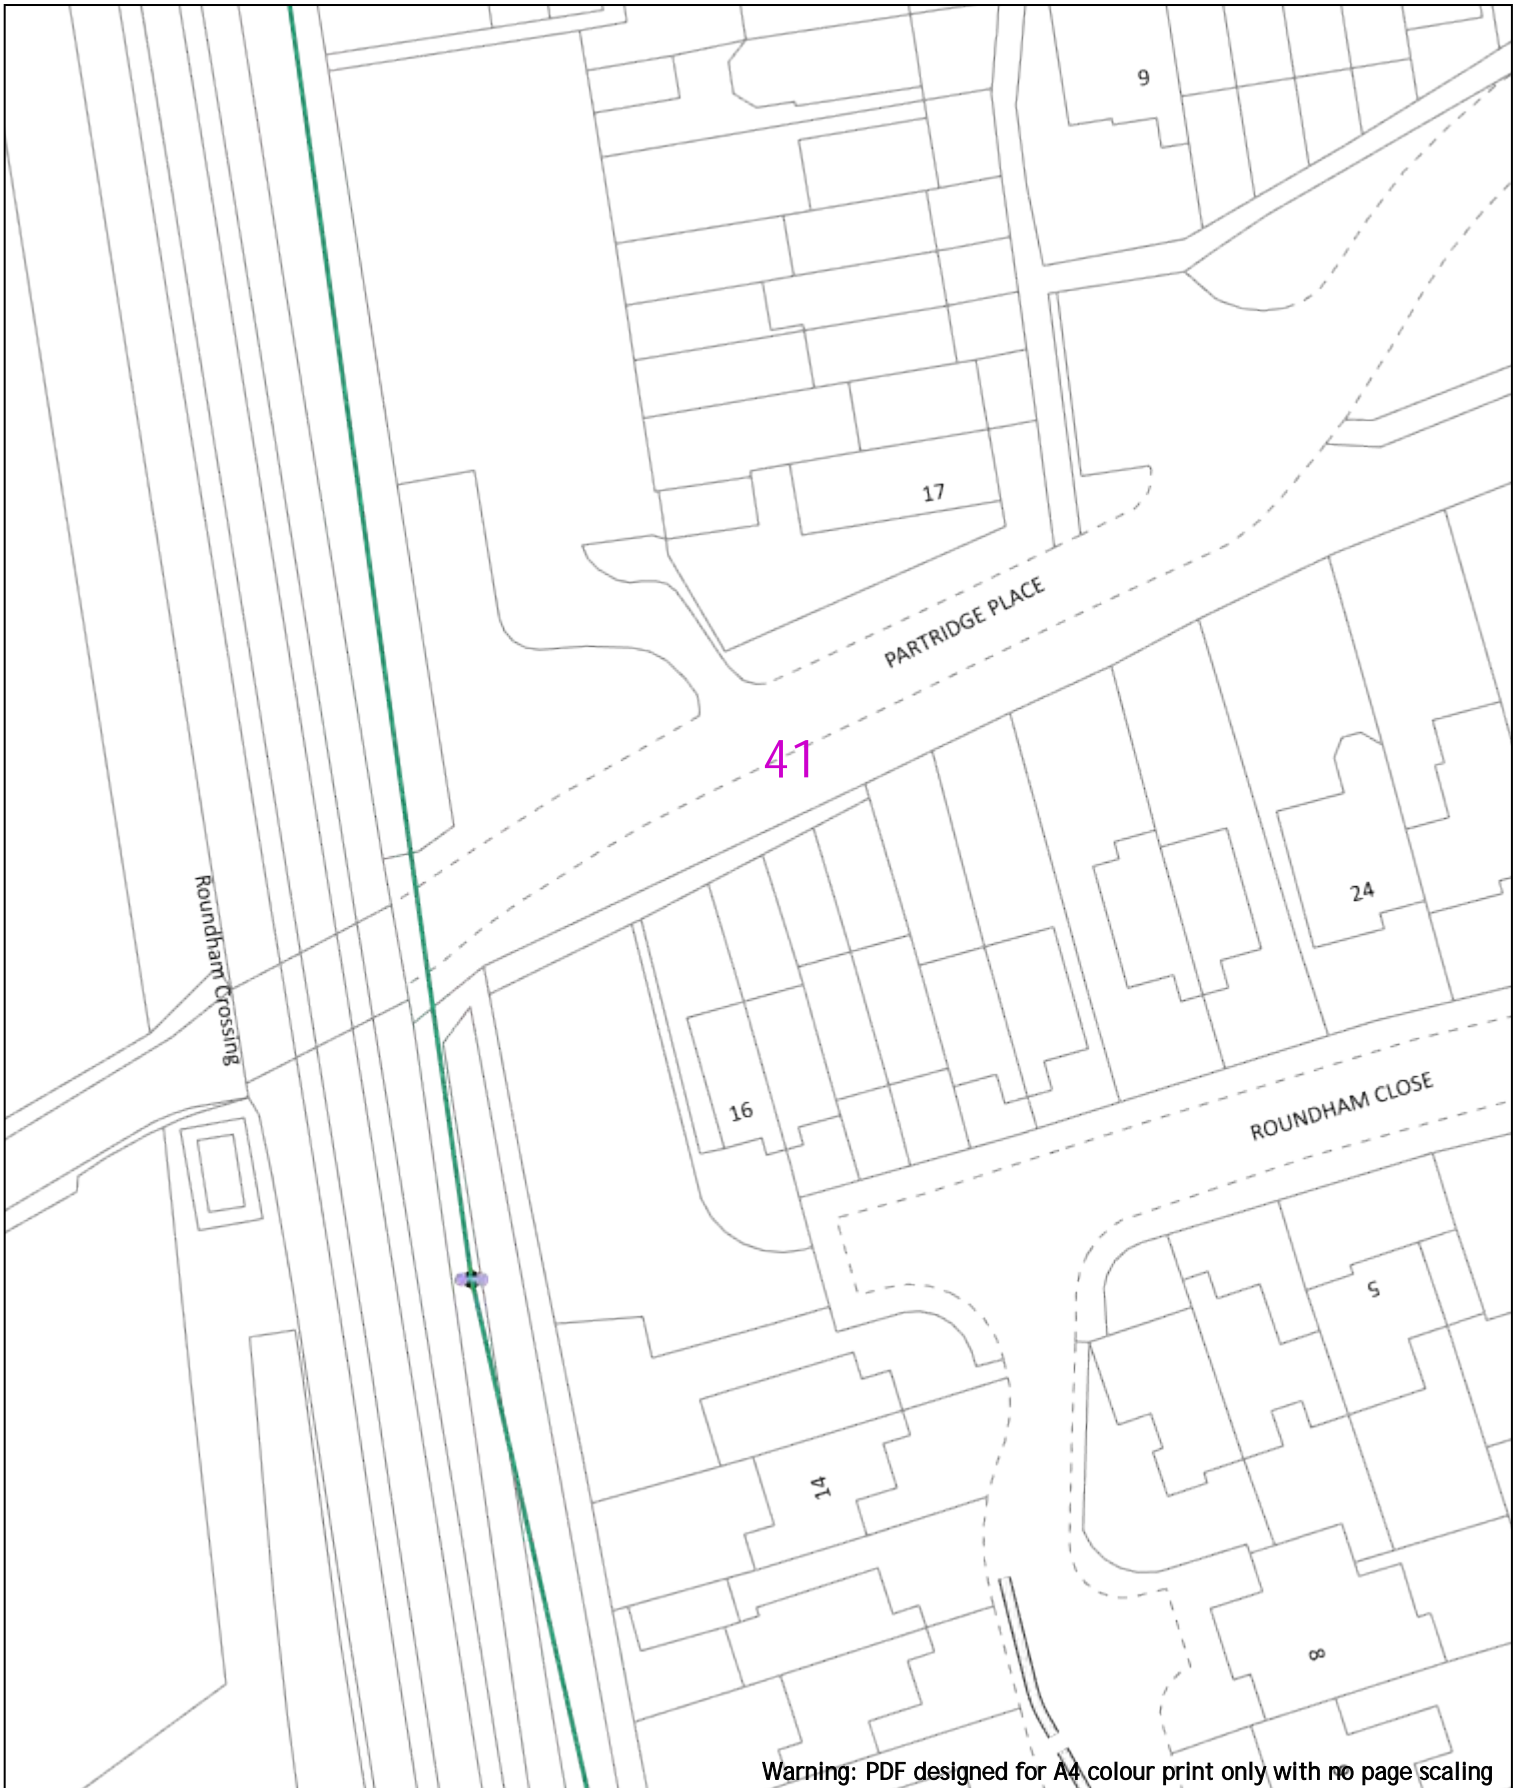 9
17
PARTRIDGE PLACE
41
24
Roundham Crossing
16
ROUNDHAM CLOSE
5
14
8
Warning: PDF designed for A4 colour print only with no page scaling